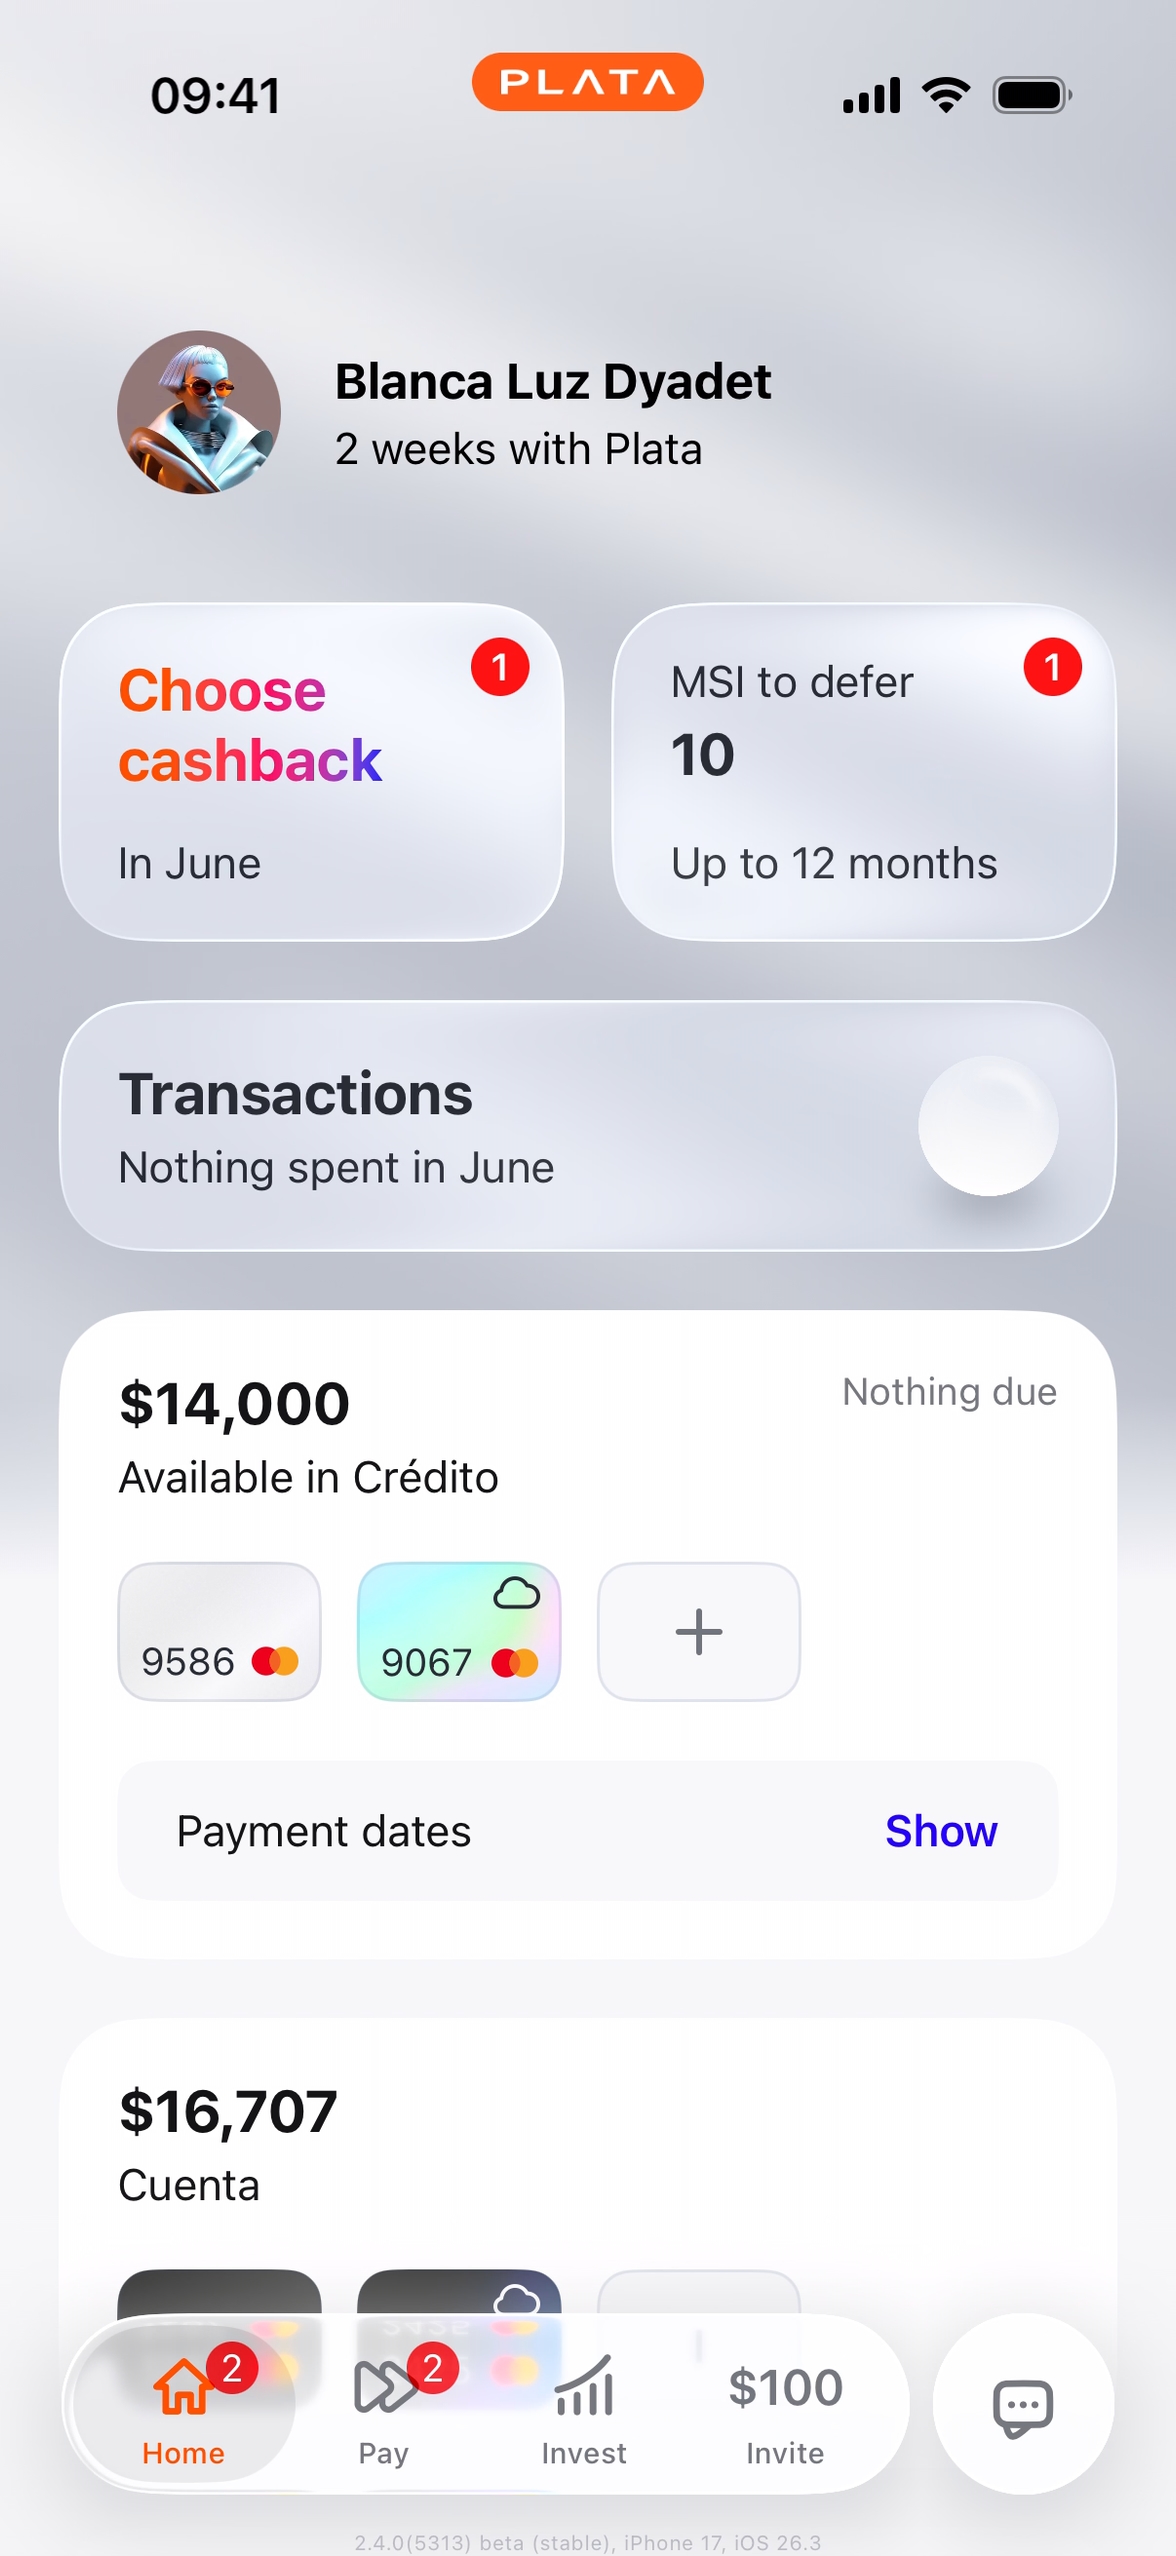 09:41
PLATA
Blanca Luz Dyadet
2 weeks with Plata
Choose
cashback
1
In June
MSI to defer
1
10
Up to 12 months
Transactions
Nothing spent in June
$14,000
Nothing due
Available in Crédito
9586
9067
Payment dates
Show
$16,707
Cuenta
2
2
$100
Home
Pay
Invest
Invite
2.4.0(5313) beta (stable), iPhone 17, iOS 26.3